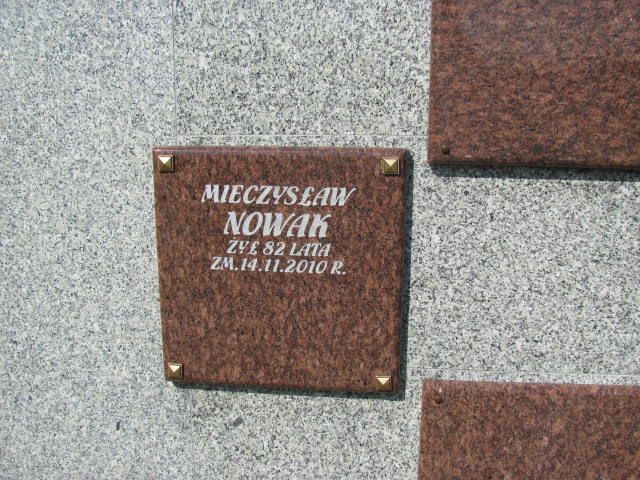 MIECZYSŁAW
NOWAK
ŻYŁ 82 LATA
ZM.14.11.2010 R.